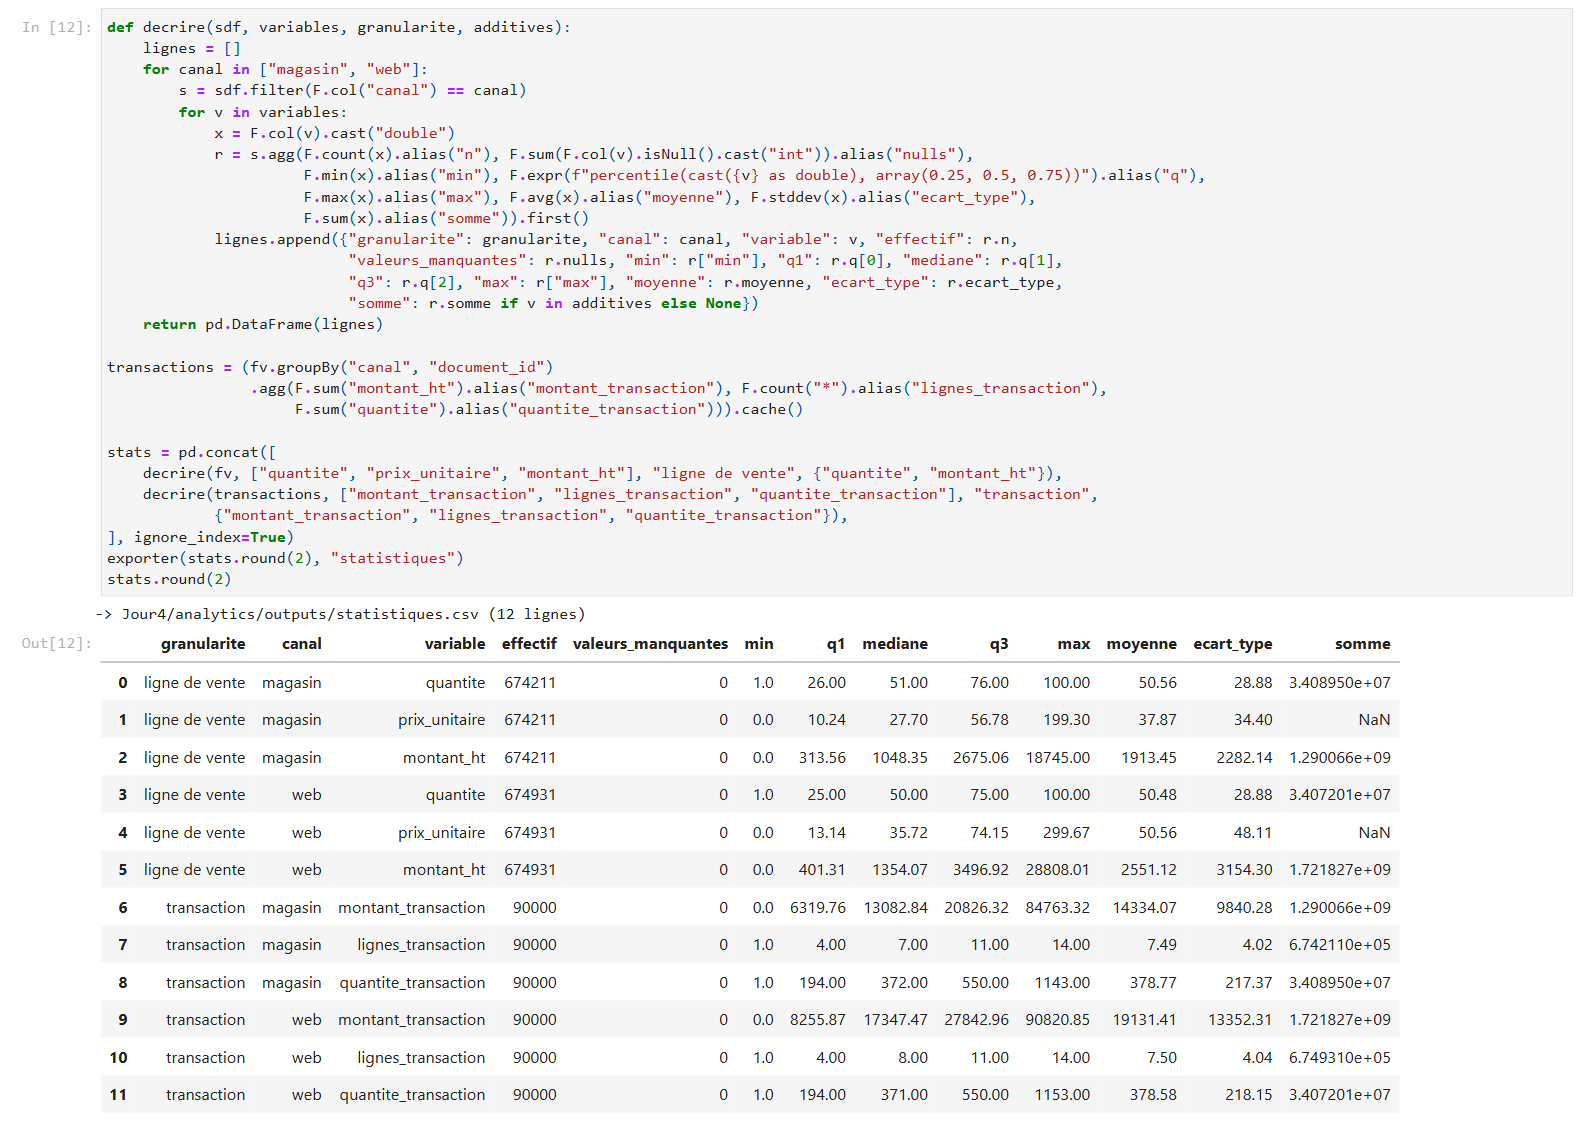 In [12]:
def decrire(sdf, variables, granularite, additives):
    lignes = []
    for canal in ["magasin", "web"]:
        s = sdf.filter(F.col("canal") == canal)
        for v in variables:
            x = F.col(v).cast("double")
            r = s.agg(F.count(x).alias("n"), F.sum(F.col(v).isNull().cast("int")).alias("nulls"),
                      F.min(x).alias("min"), F.expr(f"percentile(cast({v} as double), array(0.25, 0.5, 0.75))").alias("q"),
                      F.max(x).alias("max"), F.avg(x).alias("moyenne"), F.stddev(x).alias("ecart_type"),
                      F.sum(x).alias("somme")).first()
            lignes.append({"granularite": granularite, "canal": canal, "variable": v, "effectif": r.n,
                           "valeurs_manquantes": r.nulls, "min": r["min"], "q1": r.q[0], "mediane": r.q[1],
                           "q3": r.q[2], "max": r["max"], "moyenne": r.moyenne, "ecart_type": r.ecart_type,
                           "somme": r.somme if v in additives else None})
    return pd.DataFrame(lignes)

transactions = (fv.groupBy("canal", "document_id")
                .agg(F.sum("montant_ht").alias("montant_transaction"), F.count("*").alias("lignes_transaction"),
                     F.sum("quantite").alias("quantite_transaction"))).cache()

stats = pd.concat([
    decrire(fv, ["quantite", "prix_unitaire", "montant_ht"], "ligne de vente", {"quantite", "montant_ht"}),
    decrire(transactions, ["montant_transaction", "lignes_transaction", "quantite_transaction"], "transaction",
            {"montant_transaction", "lignes_transaction", "quantite_transaction"}),
], ignore_index=True)
exporter(stats.round(2), "statistiques")
stats.round(2)
-> Jour4/analytics/outputs/statistiques.csv (12 lignes)
Out[12]:
granularite canal variable effectif valeurs_manquantes min q1 mediane q3 max moyenne ecart_type somme
0 ligne de vente magasin quantite 674211 0 1.0 26.00 51.00 76.00 100.00 50.56 28.88 3.408950e+07
1 ligne de vente magasin prix_unitaire 674211 0 0.0 10.24 27.70 56.78 199.30 37.87 34.40 NaN
2 ligne de vente magasin montant_ht 674211 0 0.0 313.56 1048.35 2675.06 18745.00 1913.45 2282.14 1.290066e+09
3 ligne de vente web quantite 674931 0 1.0 25.00 50.00 75.00 100.00 50.48 28.88 3.407201e+07
4 ligne de vente web prix_unitaire 674931 0 0.0 13.14 35.72 74.15 299.67 50.56 48.11 NaN
5 ligne de vente web montant_ht 674931 0 0.0 401.31 1354.07 3496.92 28808.01 2551.12 3154.30 1.721827e+09
6 transaction magasin montant_transaction 90000 0 0.0 6319.76 13082.84 20826.32 84763.32 14334.07 9840.28 1.290066e+09
7 transaction magasin lignes_transaction 90000 0 1.0 4.00 7.00 11.00 14.00 7.49 4.02 6.742110e+05
8 transaction magasin quantite_transaction 90000 0 1.0 194.00 372.00 550.00 1143.00 378.77 217.37 3.408950e+07
9 transaction web montant_transaction 90000 0 0.0 8255.87 17347.47 27842.96 90820.85 19131.41 13352.31 1.721827e+09
10 transaction web lignes_transaction 90000 0 1.0 4.00 8.00 11.00 14.00 7.50 4.04 6.749310e+05
11 transaction web quantite_transaction 90000 0 1.0 194.00 371.00 550.00 1153.00 378.58 218.15 3.407201e+07